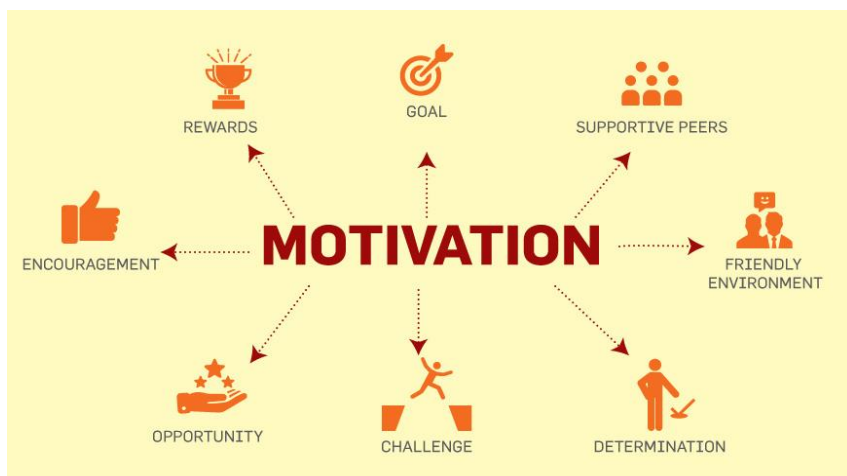 REWARDS
GOAL
SUPPORTIVE PEERS
ENCOURAGEMENT
MOTIVATION
FRIENDLY
ENVIRONMENT
OPPORTUNITY
CHALLENGE
DETERMINATION